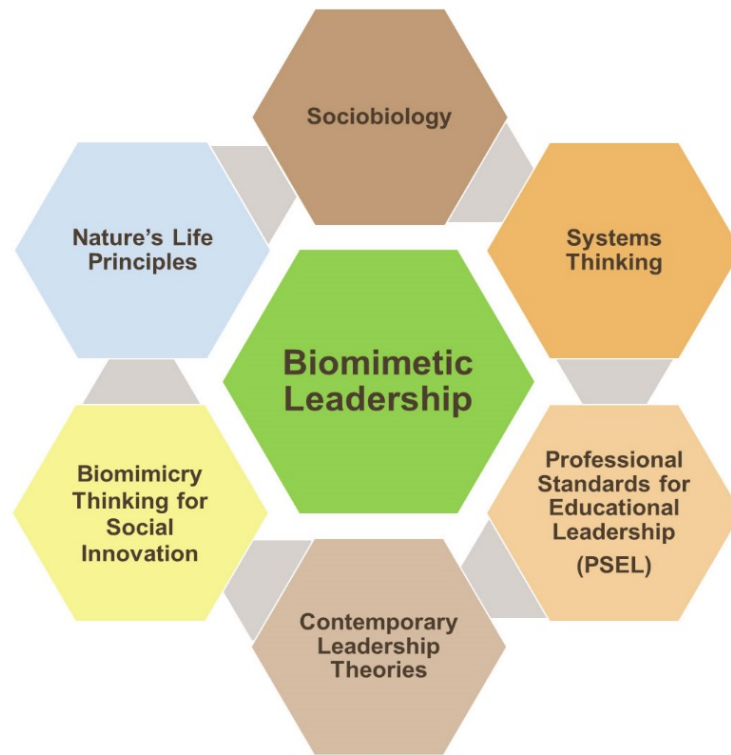 Sociobiology
Nature’s Life
Principles
Systems
Thinking
Biomimetic
Leadership
Biomimicry
Thinking for
Social
Innovation
Professional
Standards for
Educational
Leadership
(PSEL)
Contemporary
Leadership
Theories